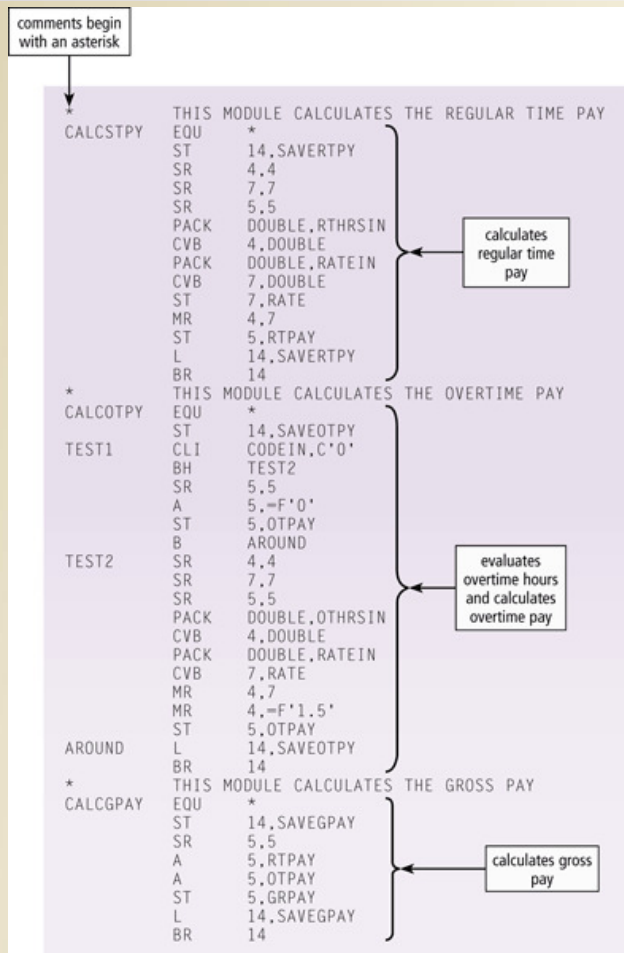 comments begin
with an asterisk
* THIS MODULE CALCULATES THE REGULAR TIME PAY
CALCSTPY EQU *
ST 14,SAVERTPY
SR 4,4
SR 7,7
SR 5,5
PACK DOUBLE,RTHRSIN
CVB 4,DOUBLE
PACK DOUBLE,RATEIN
CVB 7,DOUBLE
ST 7,RATE
MR 4,7
ST 5,RTPAY
L 14,SAVERTPY
BR 14
calculates
regular time
pay
* THIS MODULE CALCULATES THE OVERTIME PAY
CALCOTPY EQU *
ST 14,SAVEOTPY
TEST1 CLI CODEIN,C'O'
BH TEST2
SR 5,5
A 5,=F'0'
ST 5,OTPAY
B AROUND
TEST2 SR 4,4
SR 7,7
SR 5,5
PACK DOUBLE,OTHRSIN
CVB 4,DOUBLE
PACK DOUBLE,RATEIN
CVB 7,RATE
MR 4,7
MR 4,=F'1.5'
ST 5,OTPAY
AROUND L 14,SAVEOTPY
BR 14
evaluates
overtime hours
and calculates
overtime pay
* THIS MODULE CALCULATES THE GROSS PAY
CALCGPAY EQU *
ST 14,SAVEGPAY
SR 5,5
A 5,RTPAY
A 5,OTPAY
ST 5,GRPAY
L 14,SAVEGPAY
BR 14
calculates gross
pay